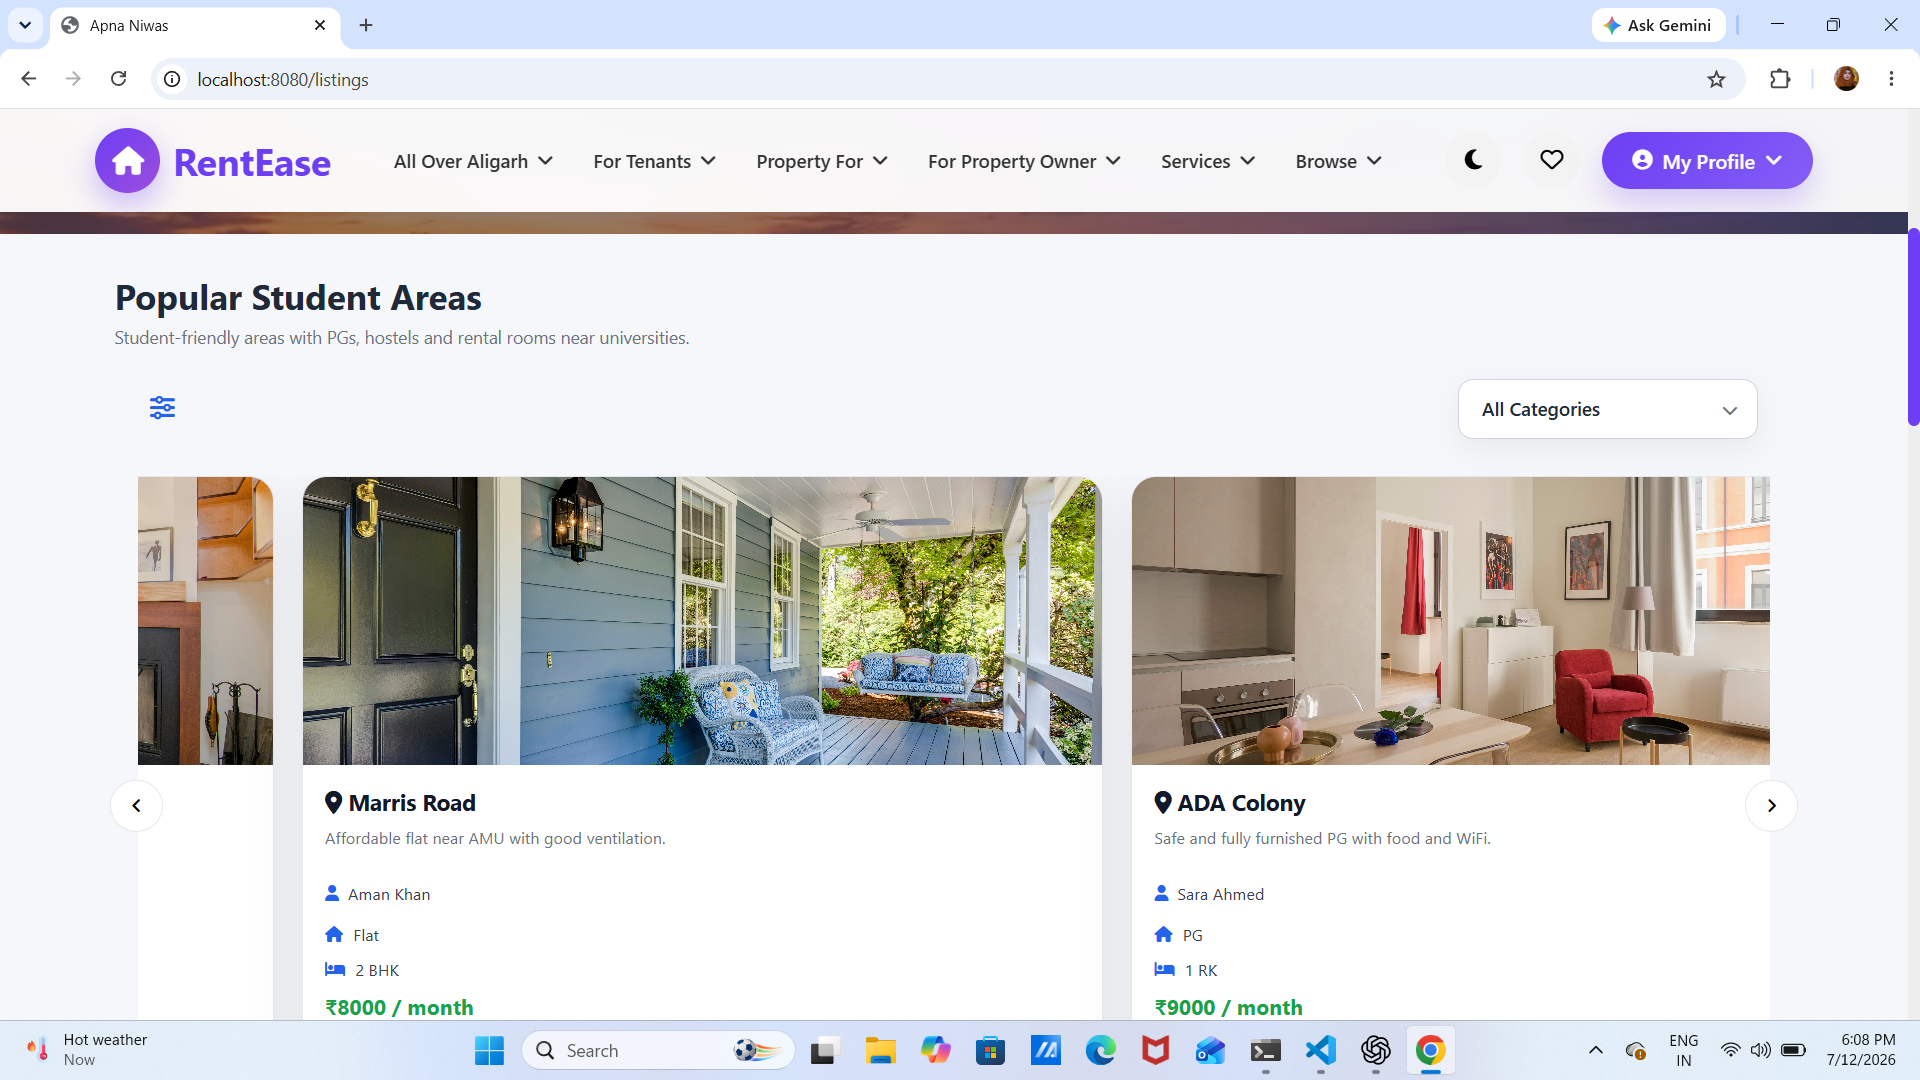 Apna Niwas
Ask Gemini
localhost:8080/listings
RentEase
All Over Aligarh
For Tenants
Property For
For Property Owner
Services
Browse
My Profile
Popular Student Areas
Student-friendly areas with PGs, hostels and rental rooms near universities.
All Categories
Marris Road
Affordable flat near AMU with good ventilation.
Aman Khan
Flat
2 BHK
₹8000 / month
ADA Colony
Safe and fully furnished PG with food and WiFi.
Sara Ahmed
PG
1 RK
₹9000 / month
Hot weather
Now
Search
ENG
IN
6:08 PM
7/12/2026